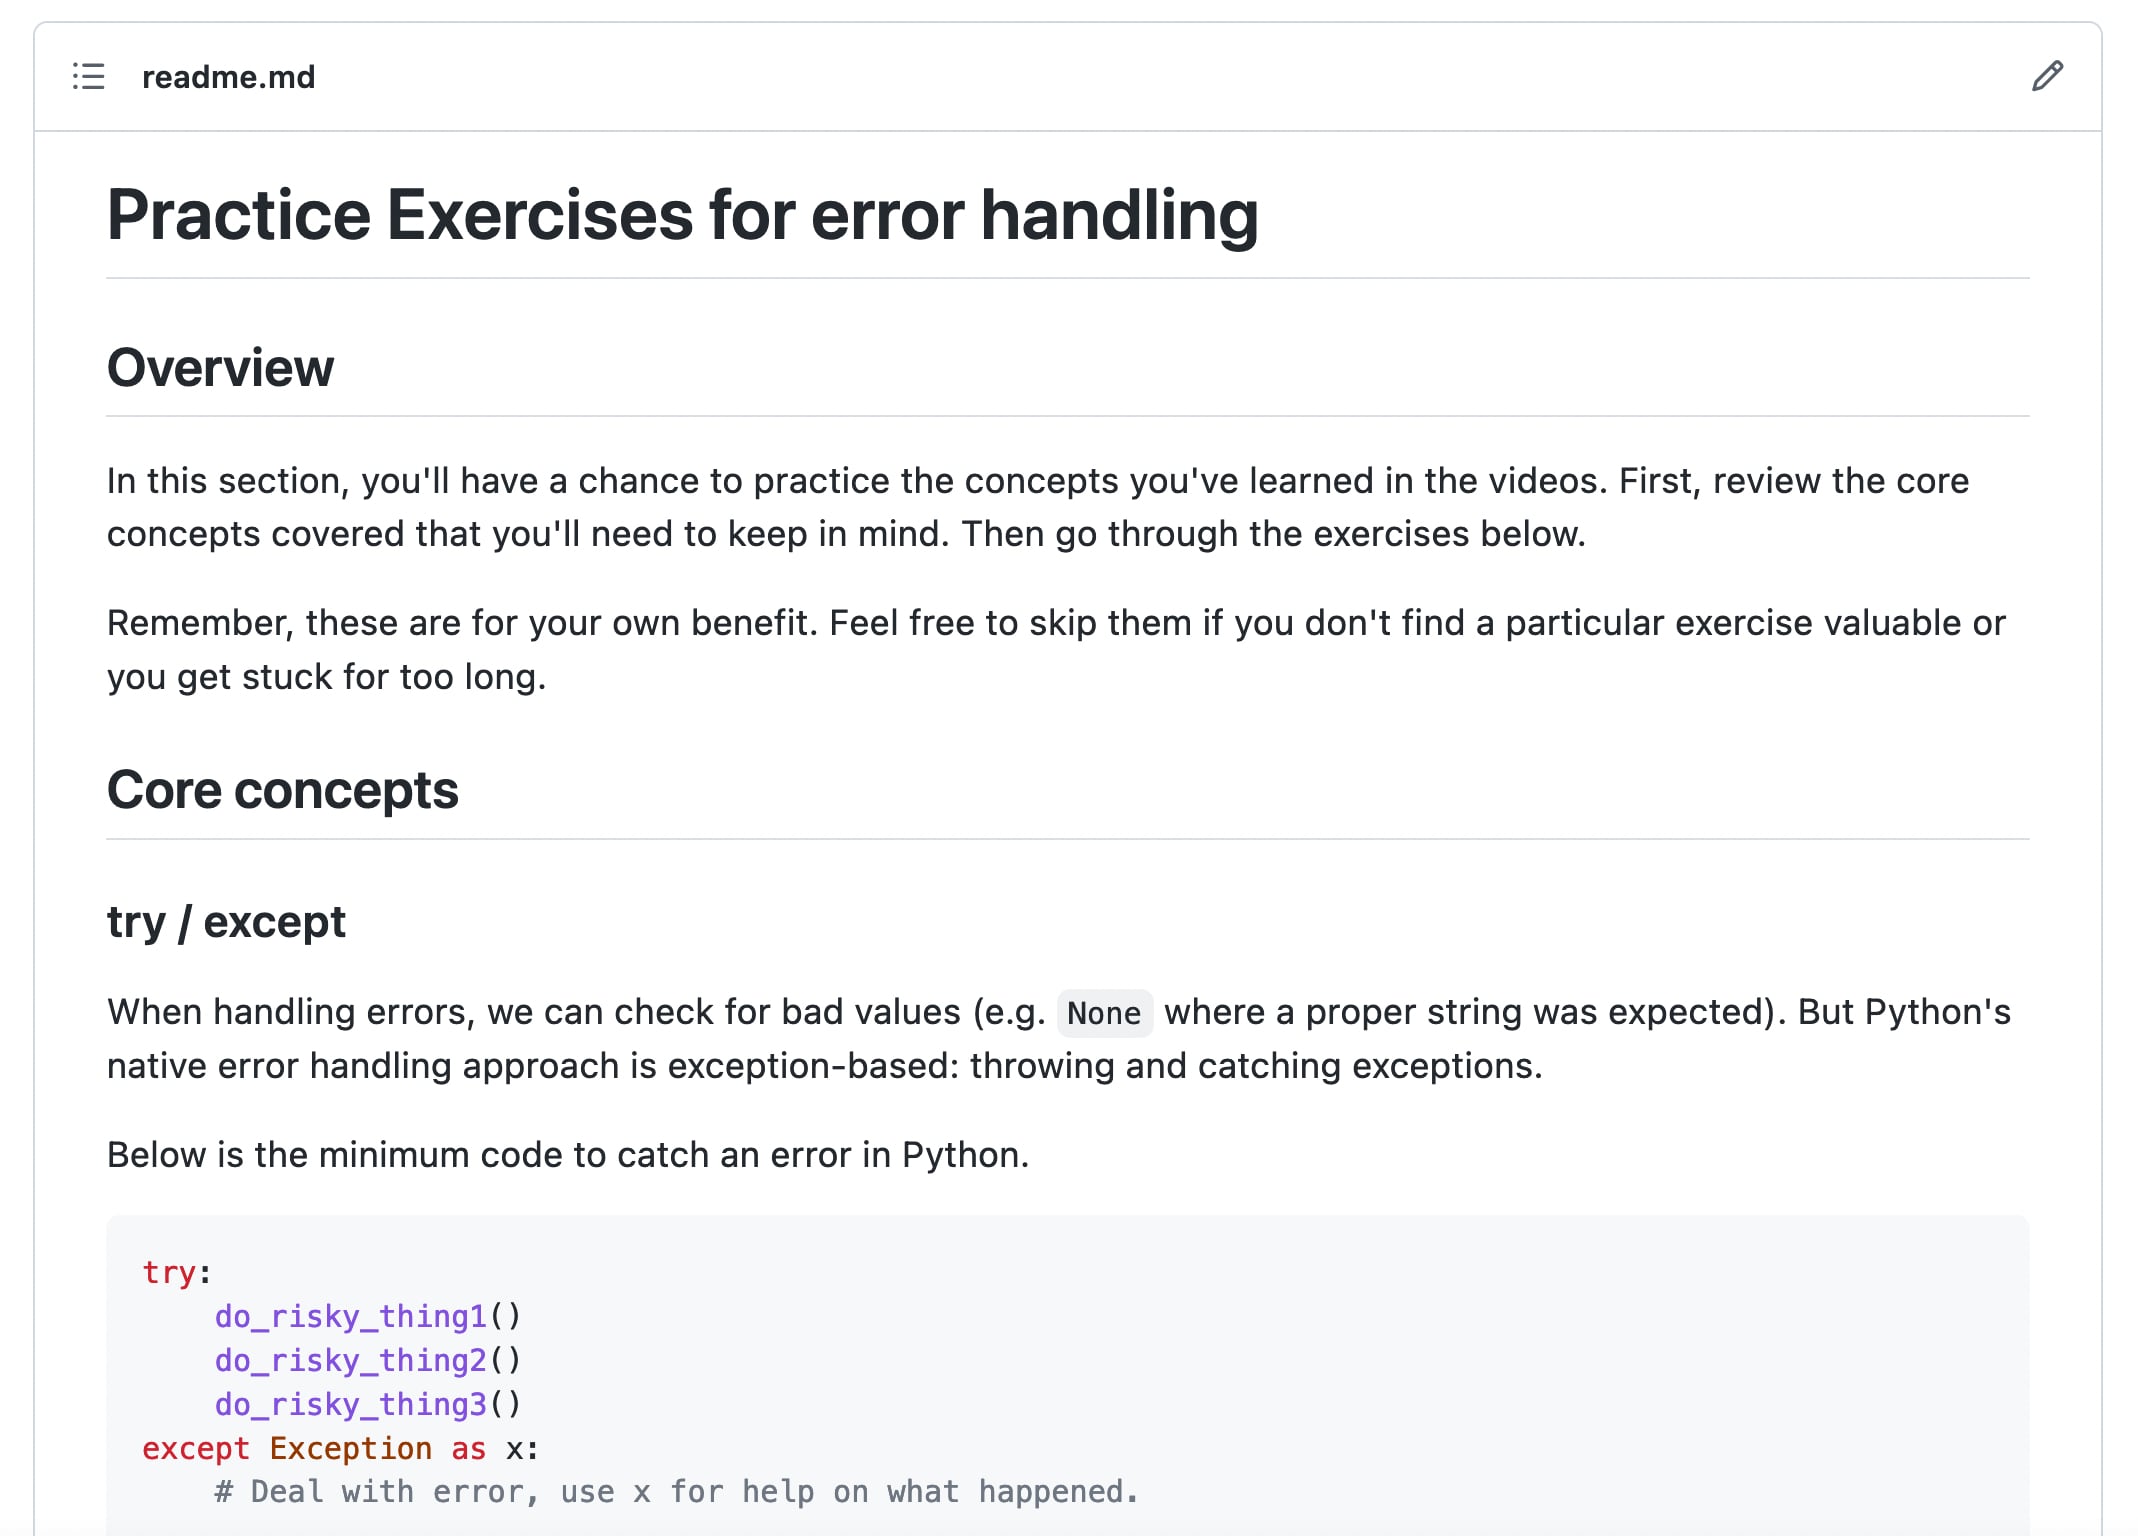 readme.md
Practice Exercises for error handling
Overview
In this section, you'll have a chance to practice the concepts you've learned in the videos. First, review the core
concepts covered that you'll need to keep in mind. Then go through the exercises below.
Remember, these are for your own benefit. Feel free to skip them if you don't find a particular exercise valuable or
you get stuck for too long.
Core concepts
try / except
When handling errors, we can check for bad values (e.g. None where a proper string was expected). But Python's
native error handling approach is exception-based: throwing and catching exceptions.
Below is the minimum code to catch an error in Python.
try:
    do_risky_thing1()
    do_risky_thing2()
    do_risky_thing3()
except Exception as x:
    # Deal with error, use x for help on what happened.